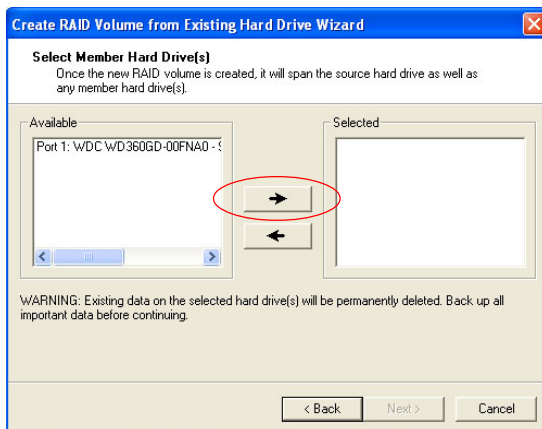 Create RAID Volume from Existing Hard Drive Wizard
Select Member Hard Drive(s)
Once the new RAID volume is created, it will span the source hard drive as well as
any member hard drive(s).
Available
Selected
Port 1: WDC WD360GD-00FNA0 -
WARNING: Existing data on the selected hard drive(s) will be permanently deleted. Back up all
important data before continuing.
< Back
Next >
Cancel